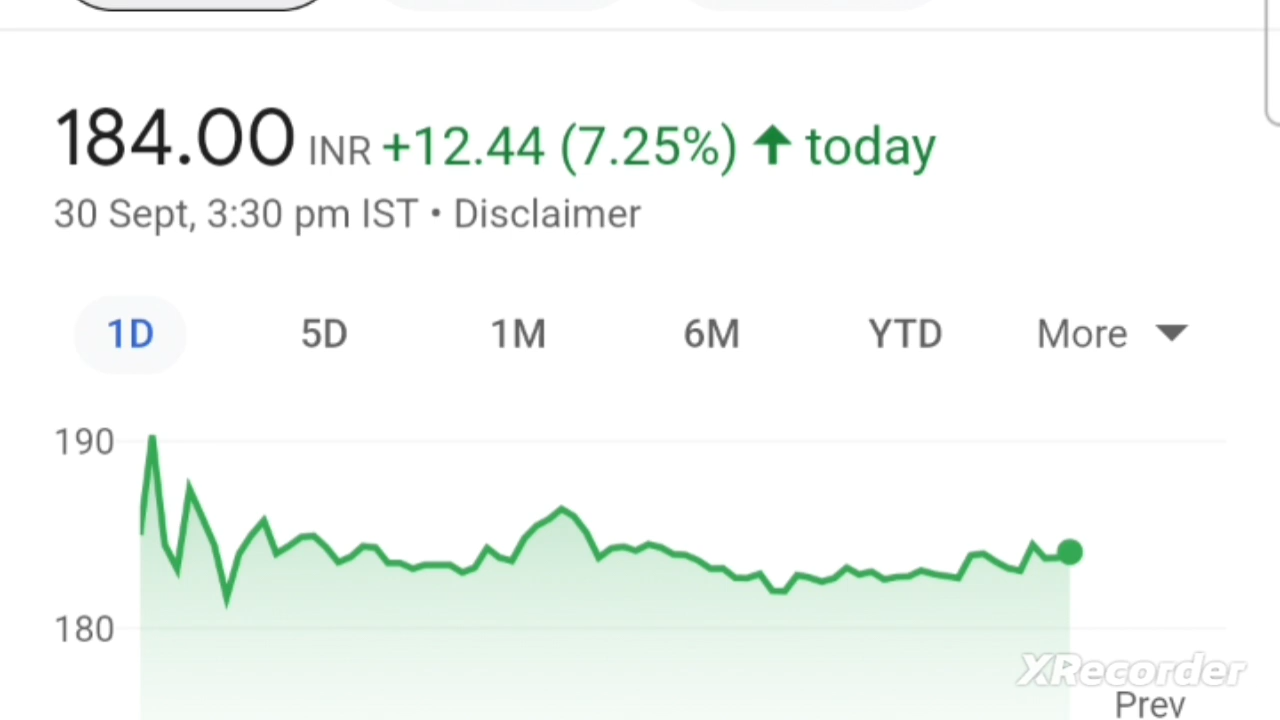 184.00 INR +12.44 (7.25%) ↑ today
30 Sept, 3:30 pm IST • Disclaimer
1D 5D 1M 6M YTD More
190
180
XRecorder
Prev